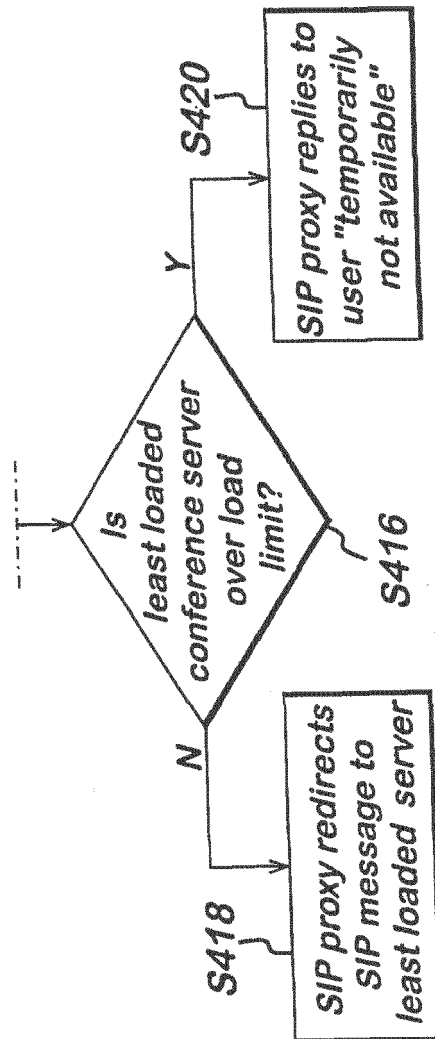 Is
least loaded
conference server
over load
limit?
S416
N
S418
SIP proxy redirects
SIP message to
least loaded server
Y
S420
SIP proxy replies to
user "temporarily
not available"